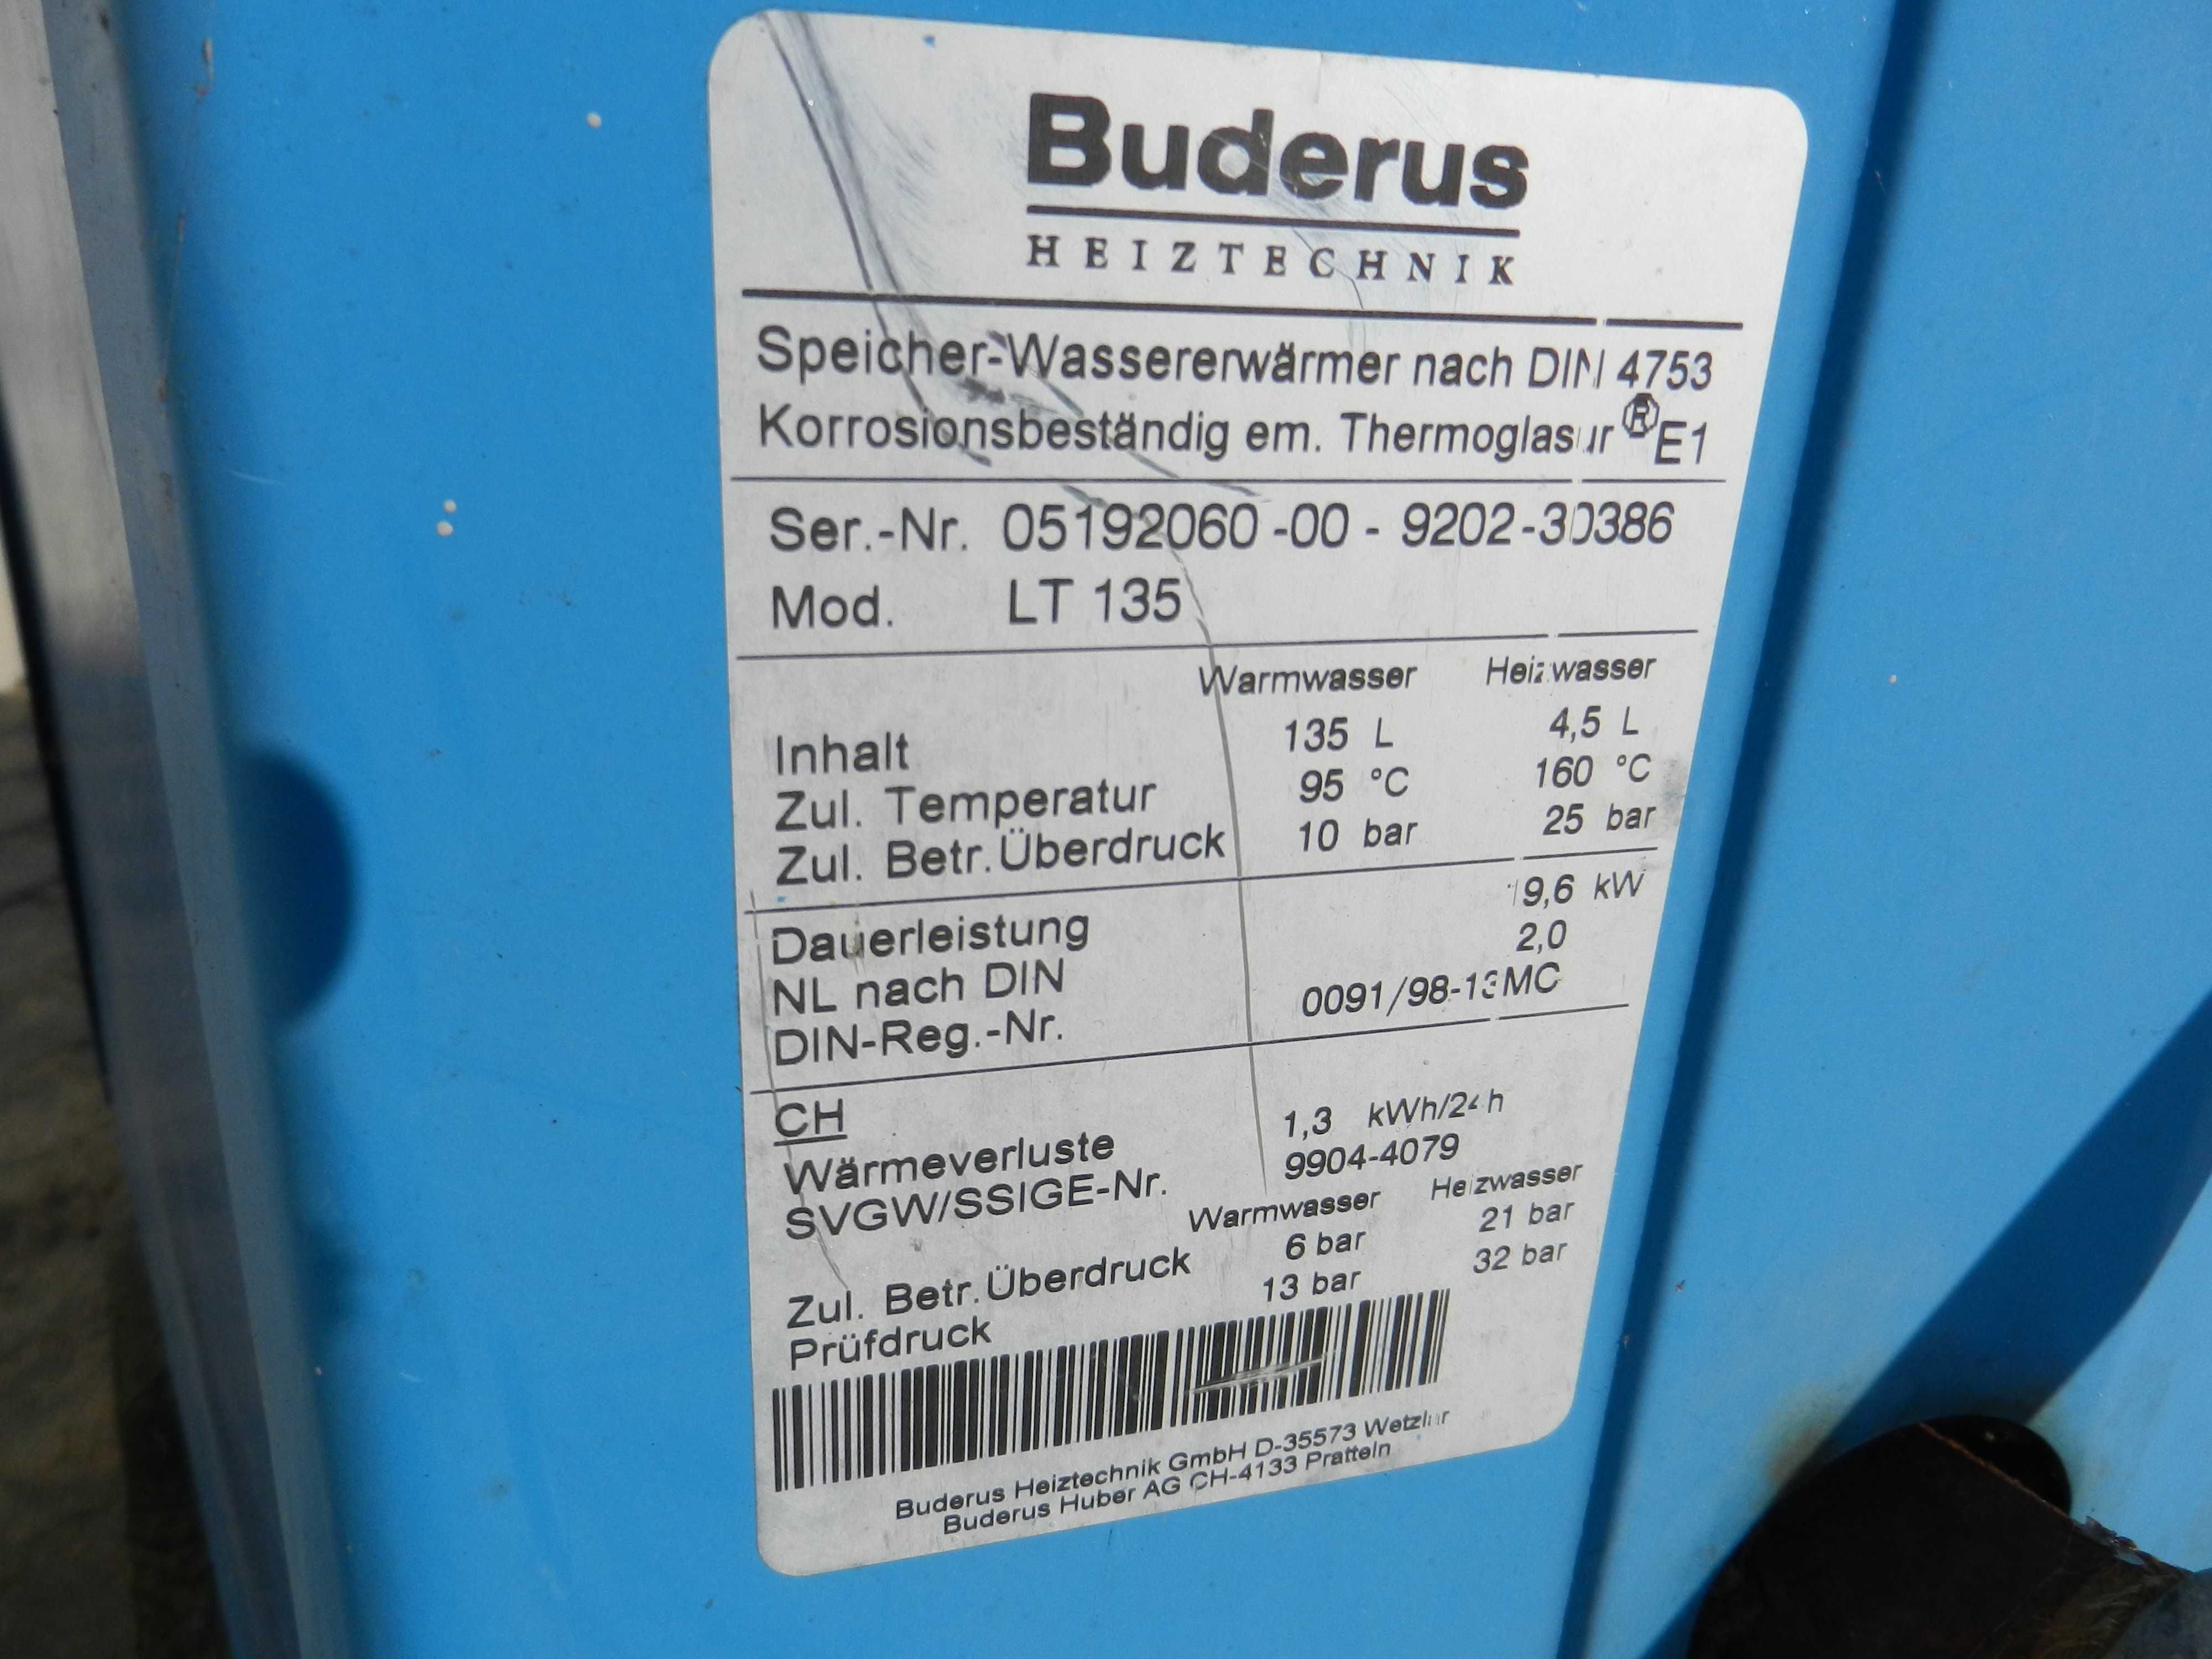 Buderus
HEIZTECHNIK
Speicher-Wassererwärmer nach DIN 4753
Korrosionsbeständig em. Thermoglasur ® E1
Ser.-Nr. 05192060-00 - 9202-30386
Mod. LT 135
Warmwasser Heizwasser
Inhalt 135 L 4,5 L
Zul. Temperatur 95 °C 160 °C
Zul. Betr.Überdruck 10 bar 25 bar
Dauerleistung 19,6 kW
NL nach DIN 2,0
DIN-Reg.-Nr. 0091/98-13MC
CH
Wärmeverluste 1,3 kWh/24h
SVGW/SSIGE-Nr. 9904-4079
Warmwasser Heizwasser
Zul. Betr.Überdruck 6 bar 21 bar
Prüfdruck 13 bar 32 bar
Buderus Heiztechnik GmbH D-35573 Wetzlar
Buderus Huber AG CH-4133 Pratteln